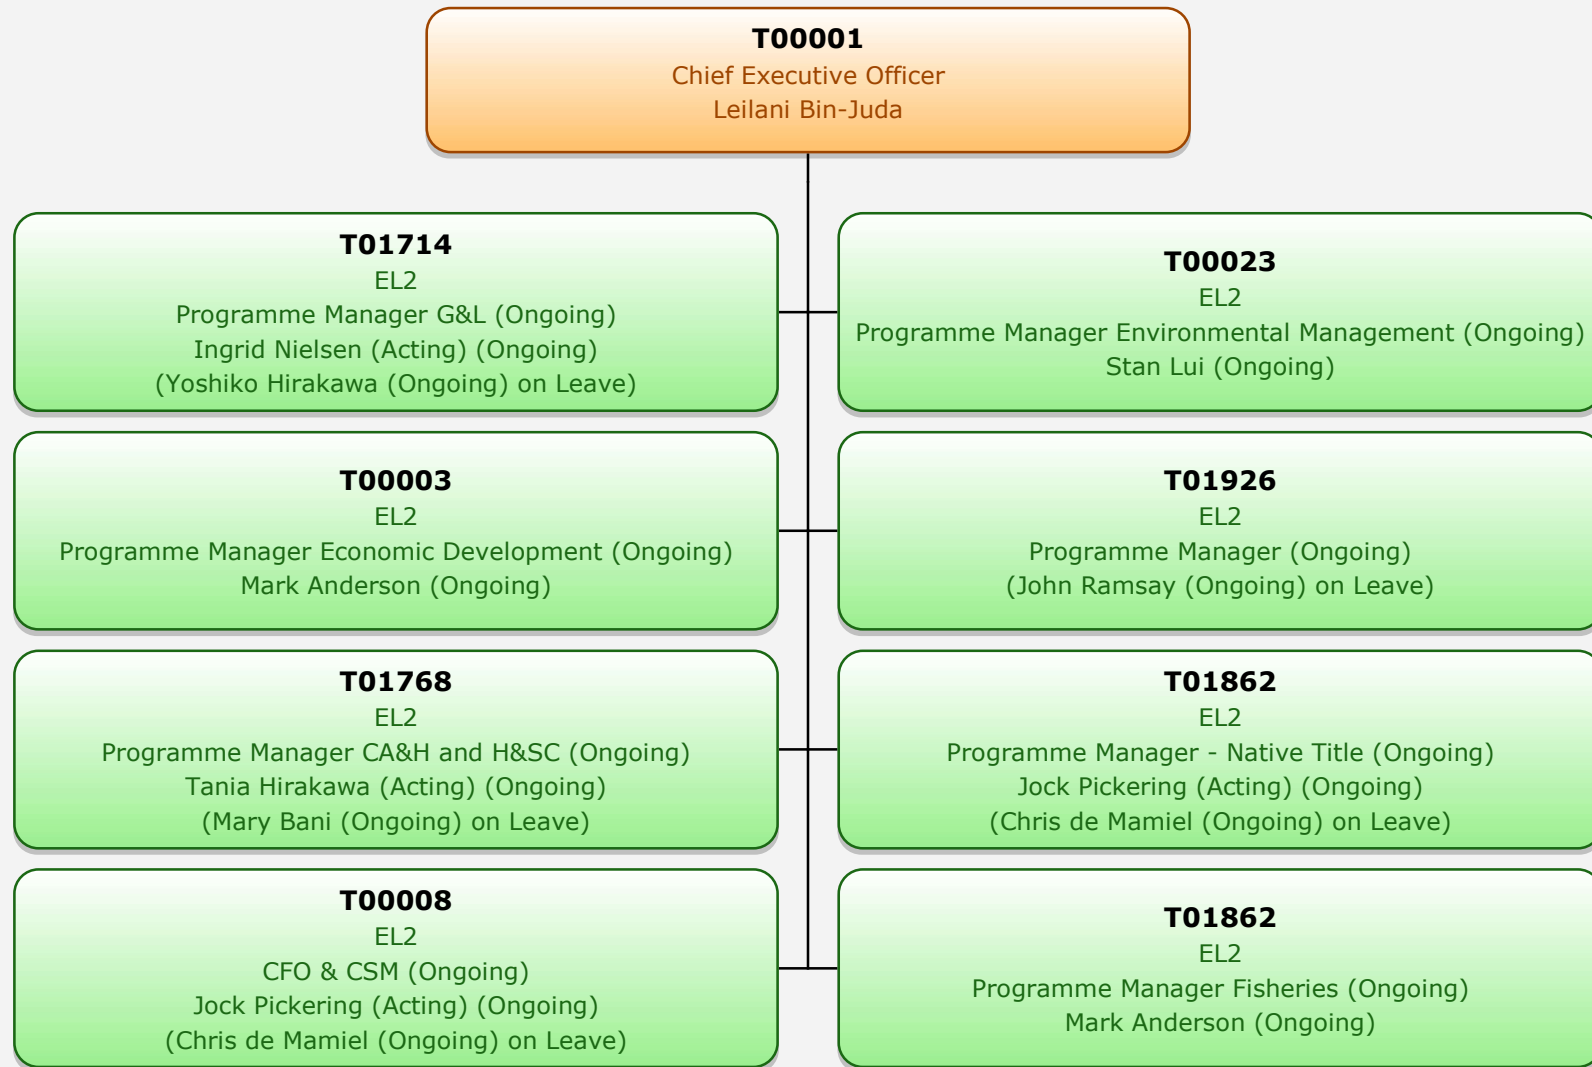 T00001
Chief Executive Officer
Leilani Bin-Juda
T01714
EL2
Programme Manager G&L (Ongoing)
Ingrid Nielsen (Acting) (Ongoing)
(Yoshiko Hirakawa (Ongoing) on Leave)
T00023
EL2
Programme Manager Environmental Management (Ongoing)
Stan Lui (Ongoing)
T00003
EL2
Programme Manager Economic Development (Ongoing)
Mark Anderson (Ongoing)
T01926
EL2
Programme Manager (Ongoing)
(John Ramsay (Ongoing) on Leave)
T01768
EL2
Programme Manager CA&H and H&SC (Ongoing)
Tania Hirakawa (Acting) (Ongoing)
(Mary Bani (Ongoing) on Leave)
T01862
EL2
Programme Manager - Native Title (Ongoing)
Jock Pickering (Acting) (Ongoing)
(Chris de Mamiel (Ongoing) on Leave)
T00008
EL2
CFO & CSM (Ongoing)
Jock Pickering (Acting) (Ongoing)
(Chris de Mamiel (Ongoing) on Leave)
T01862
EL2
Programme Manager Fisheries (Ongoing)
Mark Anderson (Ongoing)